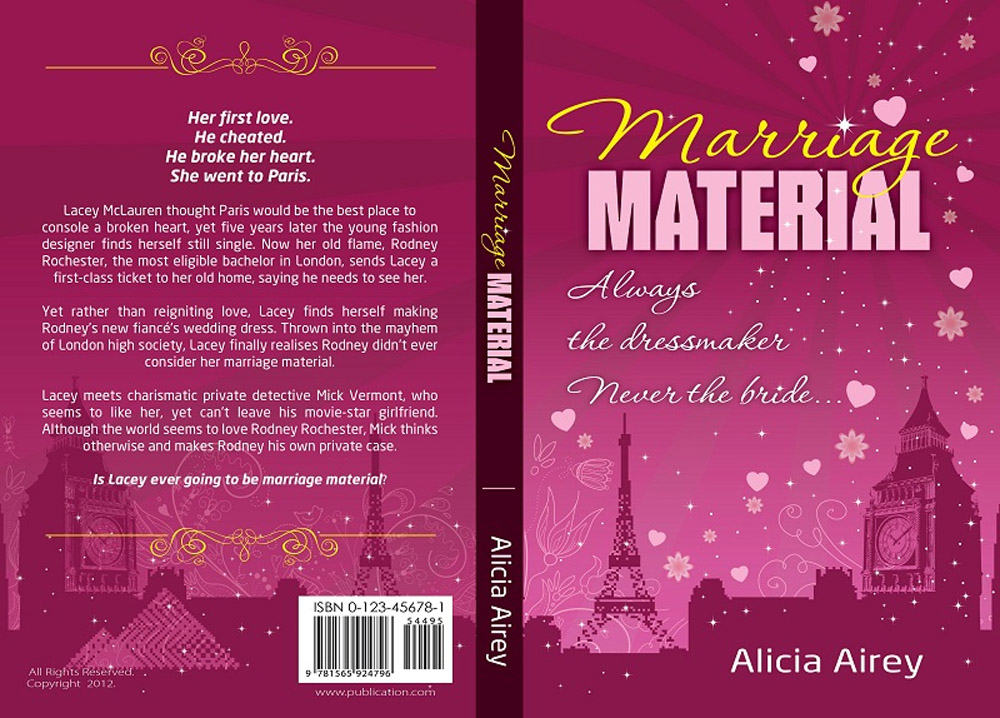 Her first love.
He cheated.
He broke her heart.
She went to Paris.
Lacey McLauren thought Paris would be the best place to
console a broken heart, yet five years later the young fashion
designer finds herself still single. Now her old flame, Rodney
Rochester, the most eligible bachelor in London, sends Lacey a
first-class ticket to her old home, saying he needs to see her.
Yet rather than reigniting love, Lacey finds herself making
Rodney's new fiancé's wedding dress. Thrown into the mayhem
of London high society, Lacey finally realises Rodney didn't ever
consider her marriage material.
Lacey meets charismatic private detective Mick Vermont, who
seems to like her, yet can't leave his movie-star girlfriend.
Although the world seems to love Rodney Rochester, Mick thinks
otherwise and makes Rodney his own private case.
Is Lacey ever going to be marriage material?
All Rights Reserved.
Copyright 2012.
ISBN 0-123-45678-1
54495
9 781565 924796
www.publication.com
Marriage
MATERIAL
Alicia Airey
Marriage
MATERIAL
Always
the dressmaker
Never the bride...
Alicia Airey